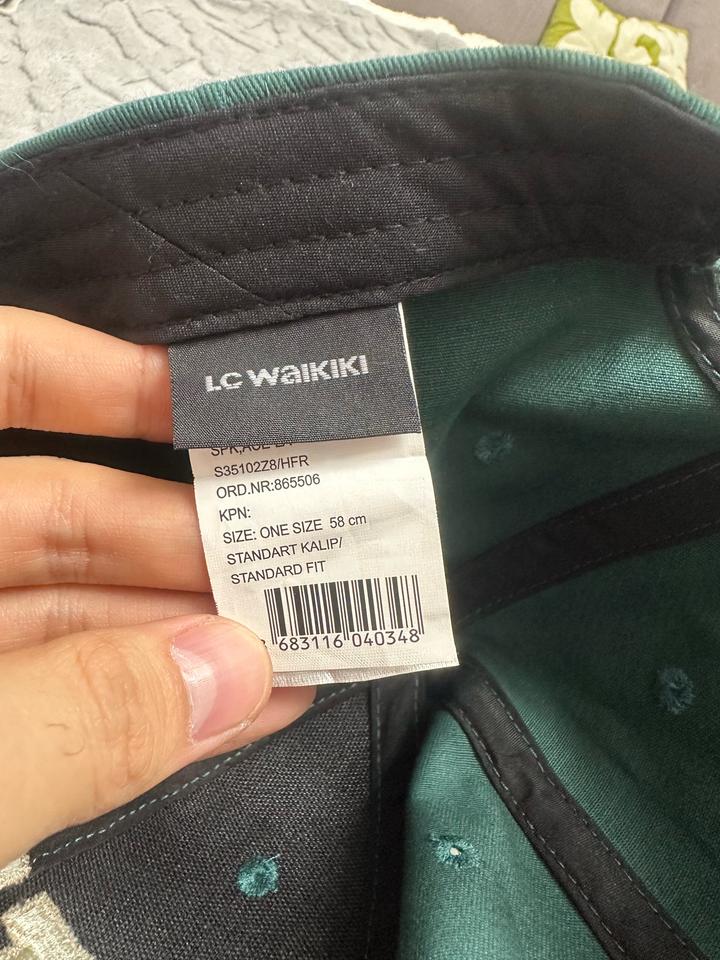 LC WAIKIKI
S35102Z8/HFR
ORD.NR:865506
KPN:
SIZE: ONE SIZE 58 cm
STANDART KALIP/
STANDARD FIT
683116 040348